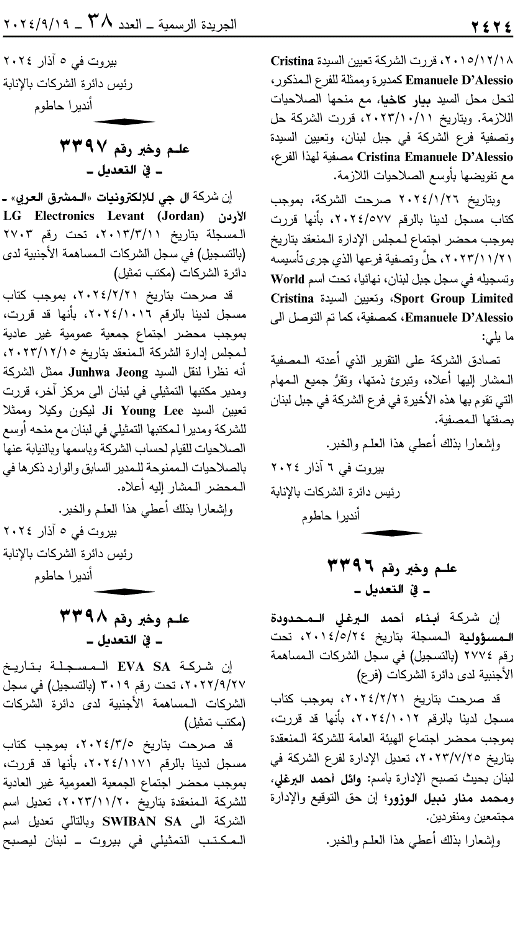 ٢٤٢٤
الجريدة الرسمية ــ العدد ٣٨ ــ ٢٠٢٤/٩/١٩
٢٠١٥/١٢/١٨، قررت الشركة تعيين السيدة Cristina
Emanuele D’Alessio كمديرة وممثلة للفرع المذكور،
لتحل محل السيد بيار كاخيا، مع منحها الصلاحيات
اللازمة. وبتاريخ ٢٠٢٣/١٠/١١، قررت الشركة حل
وتصفية فرع الشركة في جبل لبنان، وتعيين السيدة
Cristina Emanuele D’Alessio مصفية لهذا الفرع،
مع تفويضها بأوسع الصلاحيات اللازمة.
وبتاريخ ٢٠٢٤/١/٢٦ صرحت الشركة، بموجب
كتاب مسجل لدينا بالرقم ٢٠٢٤/٥٧٧، بأنها قررت
بموجب محضر اجتماع لمجلس الإدارة المنعقد بتاريخ
٢٠٢٣/١١/٢١، حلّ وتصفية فرعها الذي جرى تأسيسه
وتسجيله في سجل جبل لبنان، نهائيا، تحت اسم World
Sport Group Limited، وتعيين السيدة Cristina
Emanuele D’Alessio، كمصفية، كما تم التوصل الى
ما يلي:
تصادق الشركة على التقرير الذي أعدته المصفية
المشار إليها أعلاه، وتبرئ ذمتها، وتقرّ جميع المهام
التي تقوم بها هذه الأخيرة في فرع الشركة في جبل لبنان
بصفتها المصفية.
وإشعارا بذلك أعطي هذا العلم والخبر.
بيروت في ٦ آذار ٢٠٢٤
رئيس دائرة الشركات بالإنابة
أنديرا حاطوم
علم وخبر رقم ٣٣٩٦
ــ في التعديل ــ
إن شركة أبناء أحمد البرغلي المحدودة
المسؤولية المسجلة بتاريخ ٢٠١٤/٥/٢٤، تحت
رقم ٢٧٧٤ (بالتسجيل) في سجل الشركات المساهمة
الأجنبية لدى دائرة الشركات (فرع)
قد صرحت بتاريخ ٢٠٢٤/٢/٢١، بموجب كتاب
مسجل لدينا بالرقم ٢٠٢٤/١٠١٢، بأنها قد قررت،
بموجب محضر اجتماع الهيئة العامة للشركة المنعقدة
بتاريخ ٢٠٢٣/٧/٢٥، تعديل الإدارة لفرع الشركة في
لبنان بحيث تصبح الإدارة باسم: وائل أحمد البرغلي،
ومحمد منار نبيل الوزور؛ إن حق التوقيع والإدارة
مجتمعين ومنفردين.
وإشعارا بذلك أعطي هذا العلم والخبر.
بيروت في ٥ آذار ٢٠٢٤
رئيس دائرة الشركات بالإنابة
أنديرا حاطوم
علم وخبر رقم ٣٣٩٧
ــ في التعديل ــ
إن شركة ال جي للإلكترونيات «المشرق العربي» ــ
الأردن LG Electronics Levant (Jordan)
المسجلة بتاريخ ٢٠١٣/٣/١١، تحت رقم ٢٧٠٣
(بالتسجيل) في سجل الشركات المساهمة الأجنبية لدى
دائرة الشركات (مكتب تمثيل)
قد صرحت بتاريخ ٢٠٢٤/٢/٢١، بموجب كتاب
مسجل لدينا بالرقم ٢٠٢٤/١٠١٦، بأنها قد قررت،
بموجب محضر اجتماع جمعية عمومية غير عادية
لمجلس إدارة الشركة المنعقد بتاريخ ٢٠٢٣/١٢/١٥،
أنه نظرا لنقل السيد Junhwa Jeong ممثل الشركة
ومدير مكتبها التمثيلي في لبنان الى مركز آخر، قررت
تعيين السيد Ji Young Lee ليكون وكيلا وممثلا
للشركة ومديرا لمكتبها التمثيلي في لبنان مع منحه أوسع
الصلاحيات للقيام لحساب الشركة وباسمها وبالنيابة عنها
بالصلاحيات الممنوحة للمدير السابق والوارد ذكرها في
المحضر المشار إليه أعلاه.
وإشعارا بذلك أعطي هذا العلم والخبر.
بيروت في ٥ آذار ٢٠٢٤
رئيس دائرة الشركات بالإنابة
أنديرا حاطوم
علم وخبر رقم ٣٣٩٨
ــ في التعديل ــ
إن شركة EVA SA المسجلة بتاريخ
٢٠٢٢/٩/٢٧، تحت رقم ٣٠١٩ (بالتسجيل) في سجل
الشركات المساهمة الأجنبية لدى دائرة الشركات
(مكتب تمثيل)
قد صرحت بتاريخ ٢٠٢٤/٣/٥، بموجب كتاب
مسجل لدينا بالرقم ٢٠٢٤/١١٧١، بأنها قد قررت،
بموجب محضر اجتماع الجمعية العمومية غير العادية
للشركة المنعقدة بتاريخ ٢٠٢٣/١١/٢٠، تعديل اسم
الشركة الى SWIBAN SA وبالتالي تعديل اسم
المكتب التمثيلي في بيروت ــ لبنان ليصبح